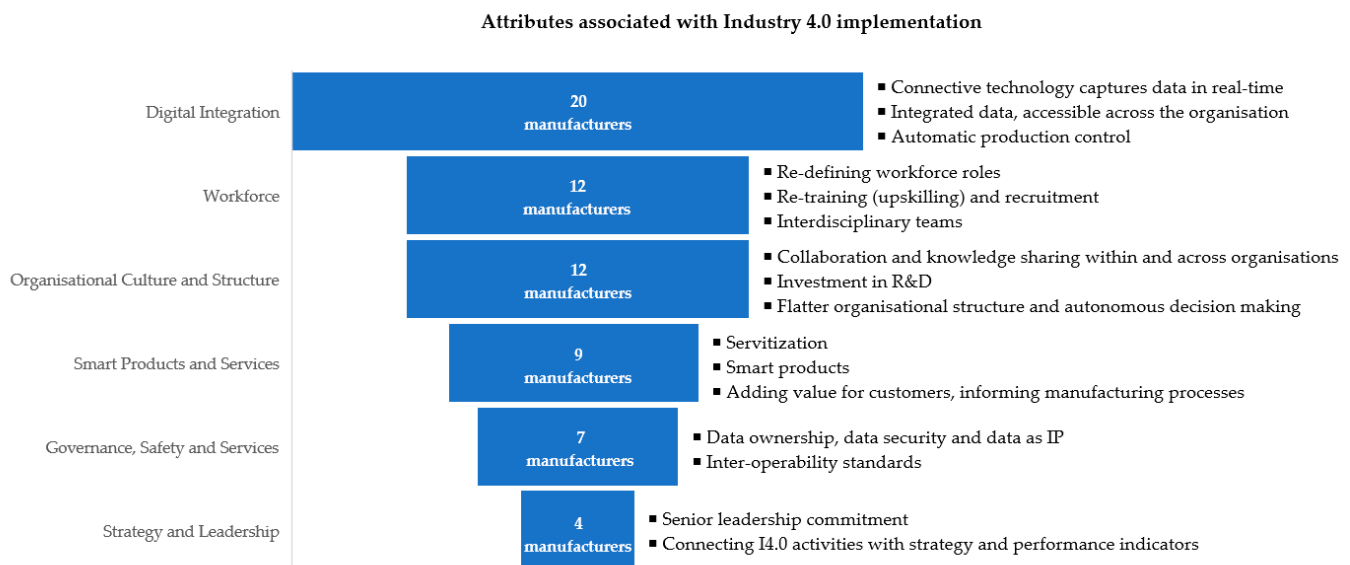 Attributes associated with Industry 4.0 implementation
Digital Integration
20
manufacturers
▪ Connective technology captures data in real-time
▪ Integrated data, accessible across the organisation
▪ Automatic production control
Workforce
12
manufacturers
▪ Re-defining workforce roles
▪ Re-training (upskilling) and recruitment
▪ Interdisciplinary teams
Organisational Culture and Structure
12
manufacturers
▪ Collaboration and knowledge sharing within and across organisations
▪ Investment in R&D
▪ Flatter organisational structure and autonomous decision making
Smart Products and Services
9
manufacturers
▪ Servitization
▪ Smart products
▪ Adding value for customers, informing manufacturing processes
Governance, Safety and Services
7
manufacturers
▪ Data ownership, data security and data as IP
▪ Inter-operability standards
Strategy and Leadership
4
manufacturers
▪ Senior leadership commitment
▪ Connecting I4.0 activities with strategy and performance indicators